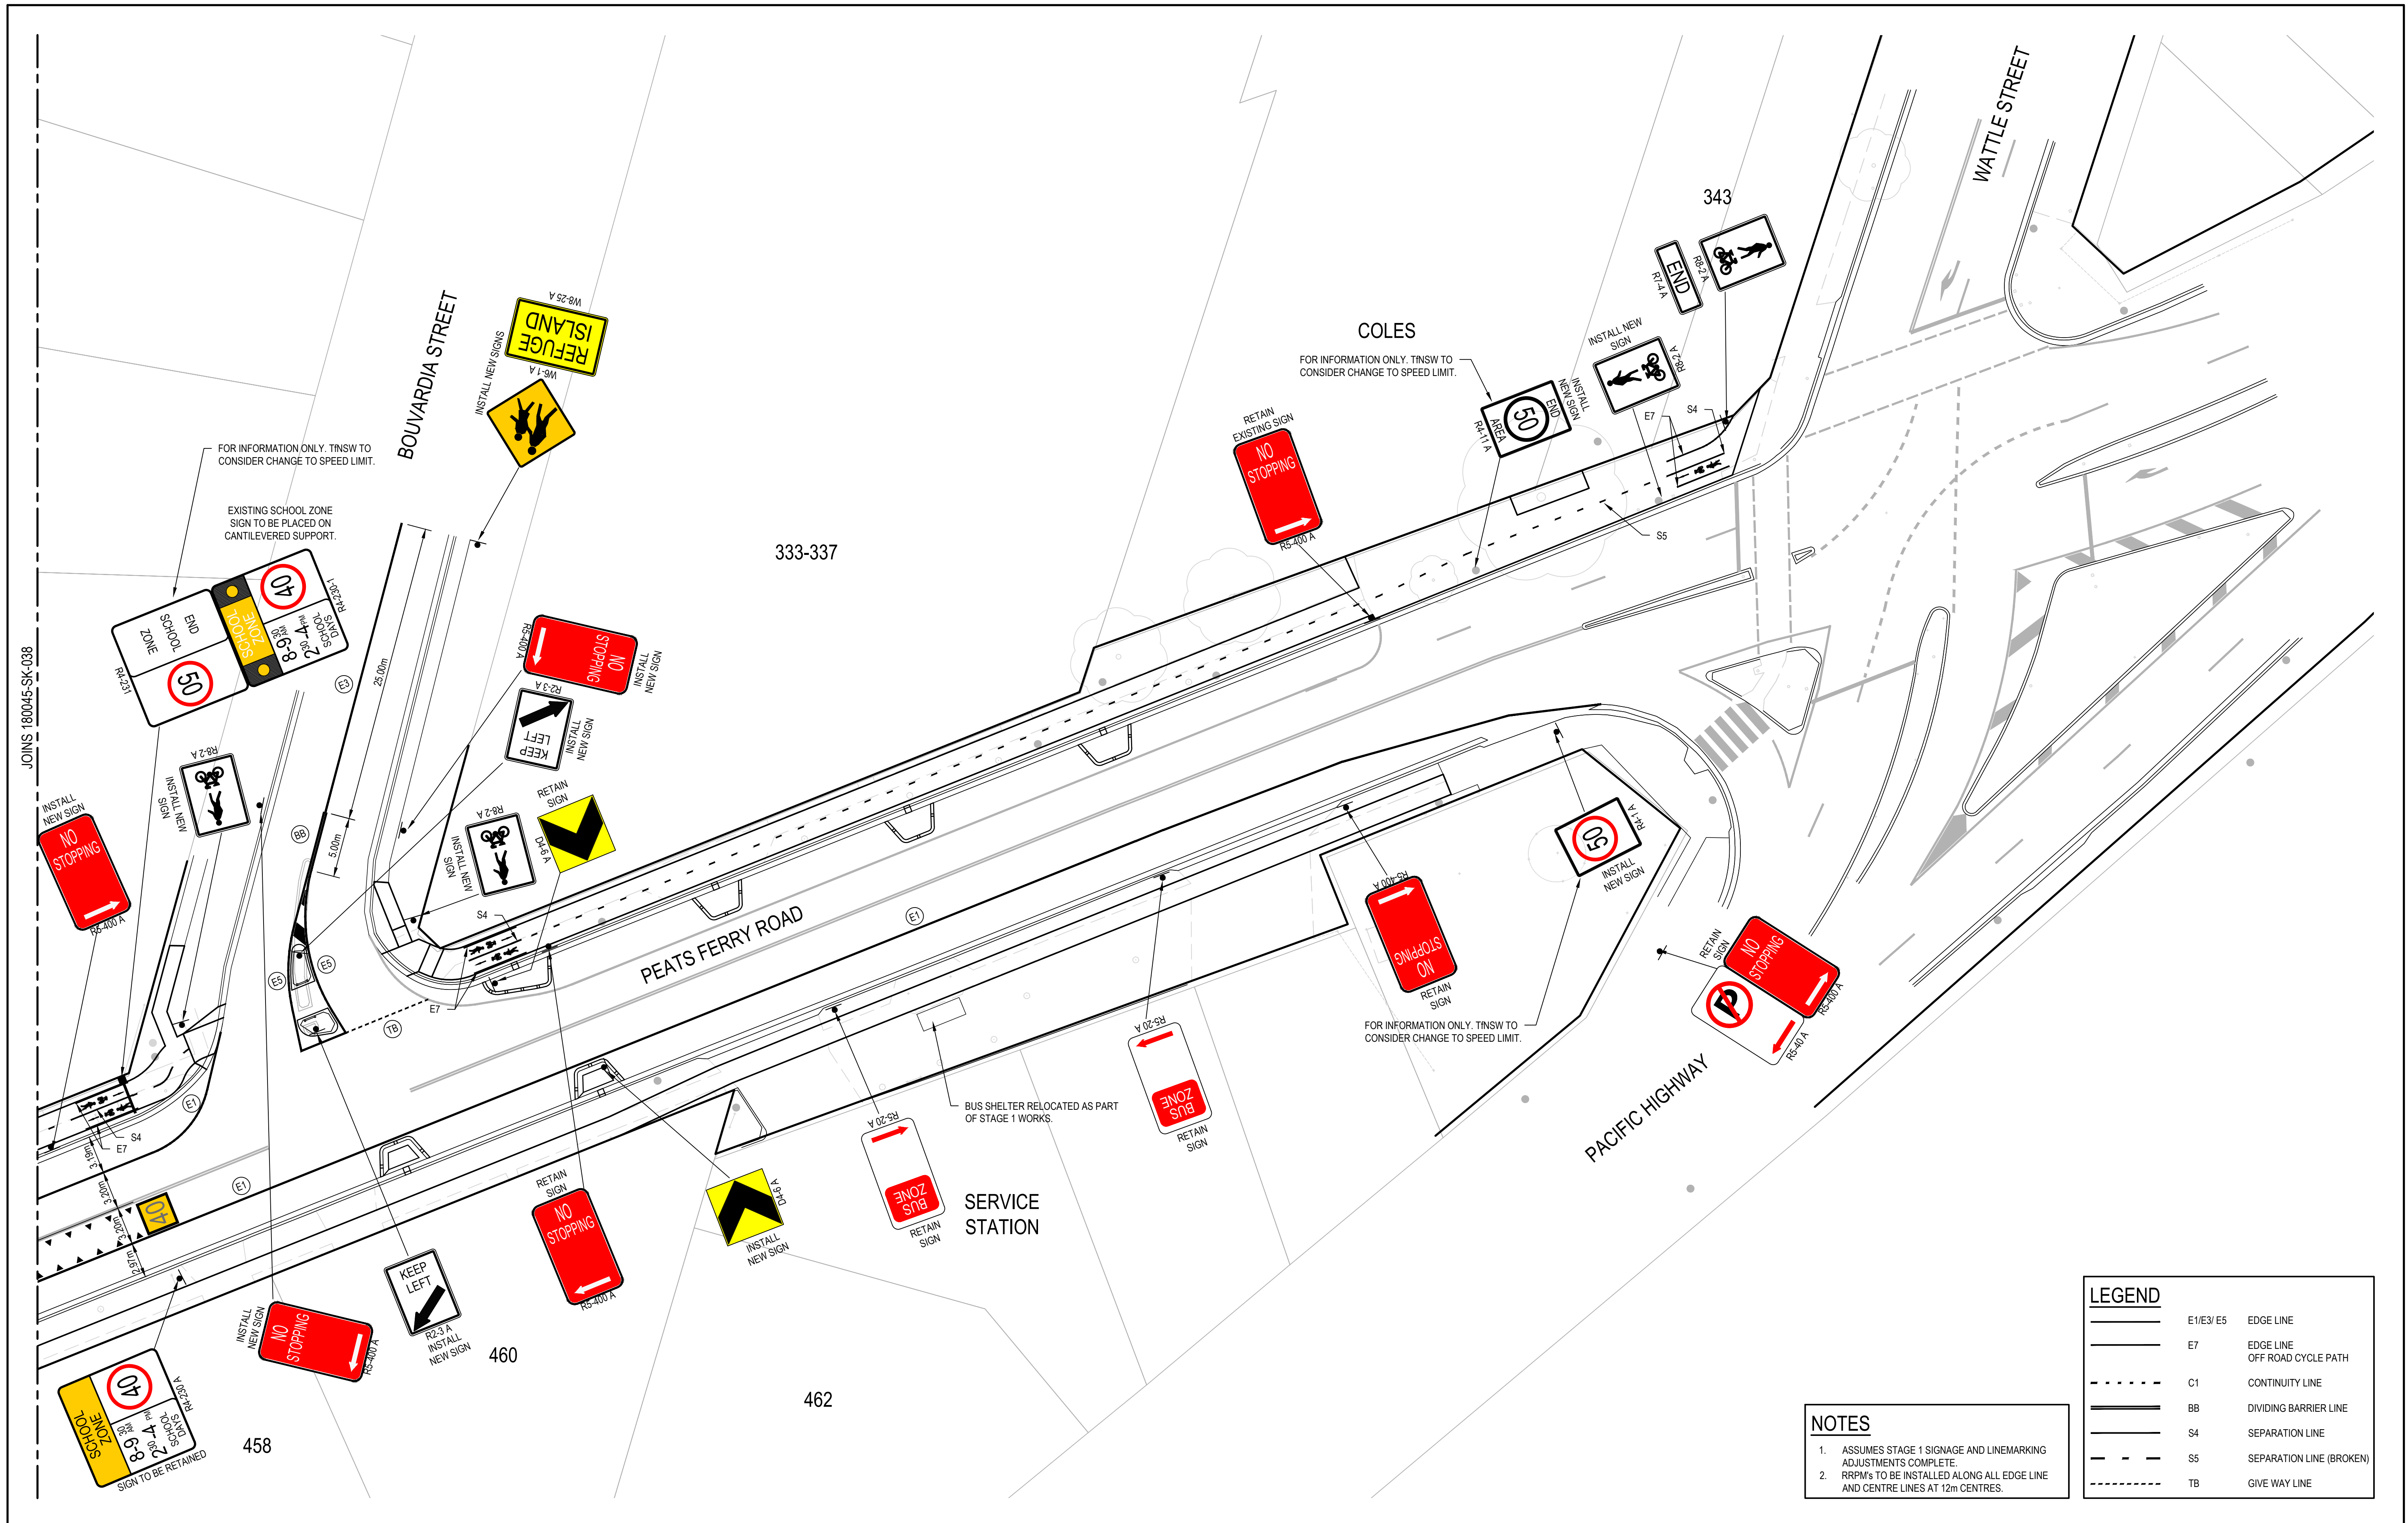 WATTLE STREET
343
END
R7-4 A
R8-2 A
COLES
FOR INFORMATION ONLY. TfNSW TO
CONSIDER CHANGE TO SPEED LIMIT.
INSTALL NEW
SIGN
R8-2 A
AREA
50
END
R4-11 A
INSTALL
NEW SIGN
E7
S4
S5
RETAIN
EXISTING SIGN
NO
STOPPING
R5-400 A
BOUVARDIA STREET
INSTALL NEW SIGNS
W8-25 A
REFUGE
ISLAND
W6-1 A
FOR INFORMATION ONLY. TfNSW TO
CONSIDER CHANGE TO SPEED LIMIT.
EXISTING SCHOOL ZONE
SIGN TO BE PLACED ON
CANTILEVERED SUPPORT.
END
SCHOOL
ZONE
50
R4-231
SCHOOL
ZONE
40
8-930 AM
230-4 PM
SCHOOL
DAYS
R4-230-1
333-337
JOINS 180045-SK-038
E3
25.00m
BB
5.00m
R5-400 A
NO
STOPPING
INSTALL
NEW SIGN
R2-3 A
KEEP
LEFT
INSTALL
NEW SIGN
RETAIN
SIGN
D4-6 A
R8-2 A
INSTALL NEW
SIGN
R8-2 A
INSTALL NEW
SIGN
INSTALL
NEW SIGN
NO
STOPPING
R5-400 A
S4
E7
E5
E5
TB
PEATS FERRY ROAD
E1
E1
S4
E7
3.19m
3.20m
3.20m
2.97m
40
E1
R4-1 A
50
INSTALL
NEW SIGN
FOR INFORMATION ONLY. TfNSW TO
CONSIDER CHANGE TO SPEED LIMIT.
R5-400 A
NO
STOPPING
RETAIN
SIGN
RETAIN
SIGN
NO
STOPPING
R5-400 A
P
R5-40 A
PACIFIC HIGHWAY
R5-20 A
BUS
ZONE
RETAIN
SIGN
R5-20 A
BUS
ZONE
RETAIN
SIGN
BUS SHELTER RELOCATED AS PART
OF STAGE 1 WORKS.
SERVICE
STATION
D4-6 A
INSTALL
NEW SIGN
RETAIN
SIGN
NO
STOPPING
R5-400 A
KEEP
LEFT
R2-3 A
INSTALL
NEW SIGN
INSTALL
NEW SIGN
NO
STOPPING
R5-400 A
SCHOOL
ZONE
40
8-930 AM
230-4 PM
SCHOOL
DAYS
R4-230 A
SIGN TO BE RETAINED
458
460
462
NOTES
1. ASSUMES STAGE 1 SIGNAGE AND LINEMARKING
ADJUSTMENTS COMPLETE.
2. RRPM's TO BE INSTALLED ALONG ALL EDGE LINE
AND CENTRE LINES AT 12m CENTRES.
LEGEND
E1/E3/ E5 EDGE LINE
E7 EDGE LINE
OFF ROAD CYCLE PATH
C1 CONTINUITY LINE
BB DIVIDING BARRIER LINE
S4 SEPARATION LINE
S5 SEPARATION LINE (BROKEN)
TB GIVE WAY LINE